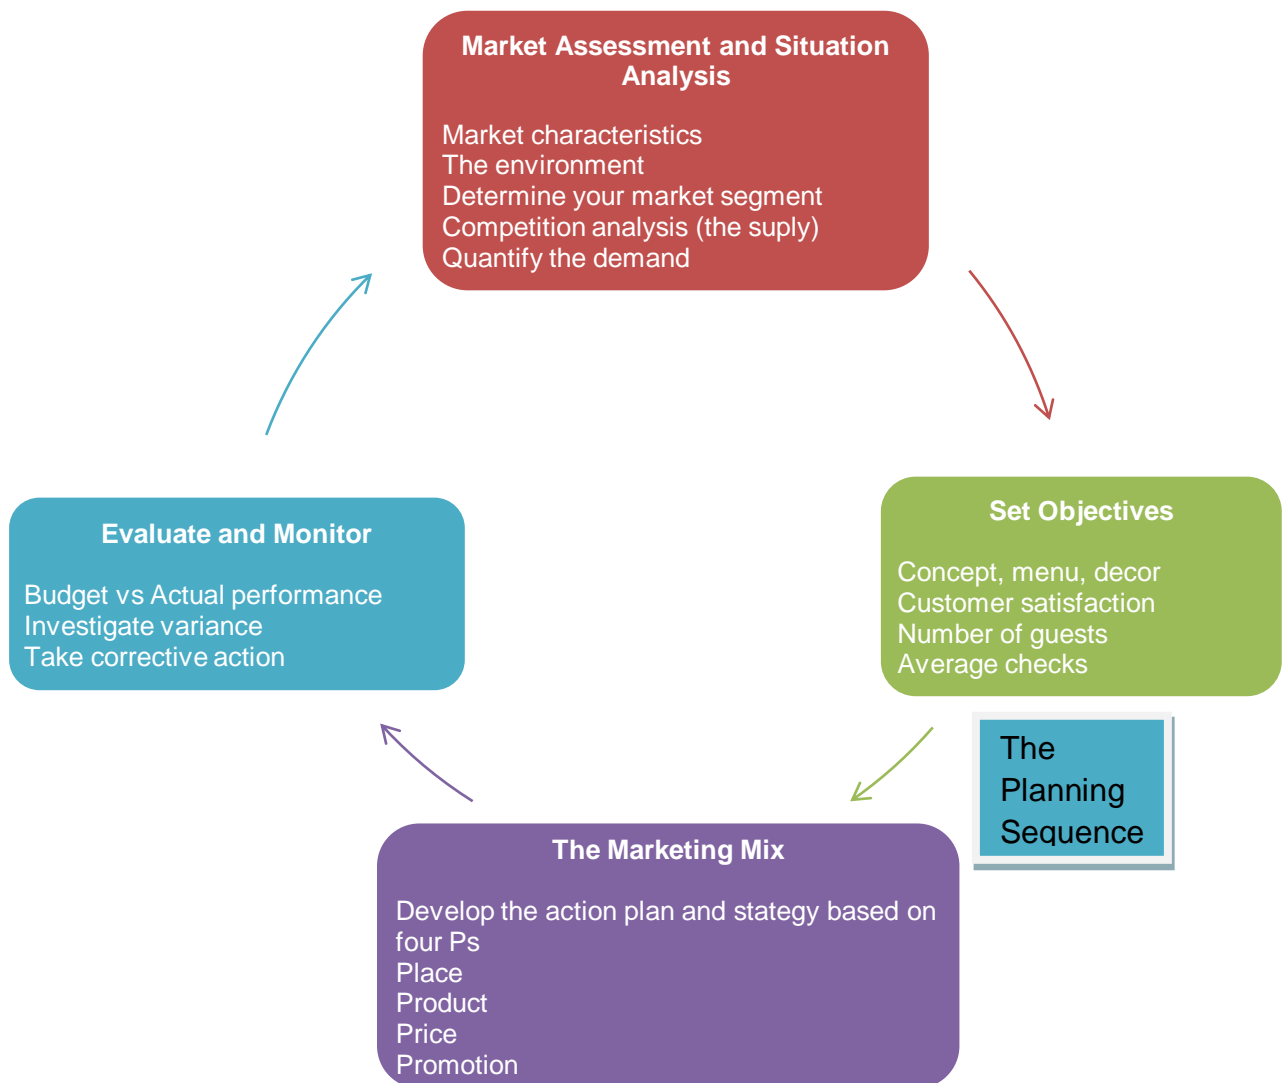 Market Assessment and Situation
Analysis
Market characteristics
The environment
Determine your market segment
Competition analysis (the suply)
Quantify the demand
Set Objectives
Concept, menu, decor
Customer satisfaction
Number of guests
Average checks
The
Planning
Sequence
The Marketing Mix
Develop the action plan and stategy based on
four Ps
Place
Product
Price
Promotion
Evaluate and Monitor
Budget vs Actual performance
Investigate variance
Take corrective action